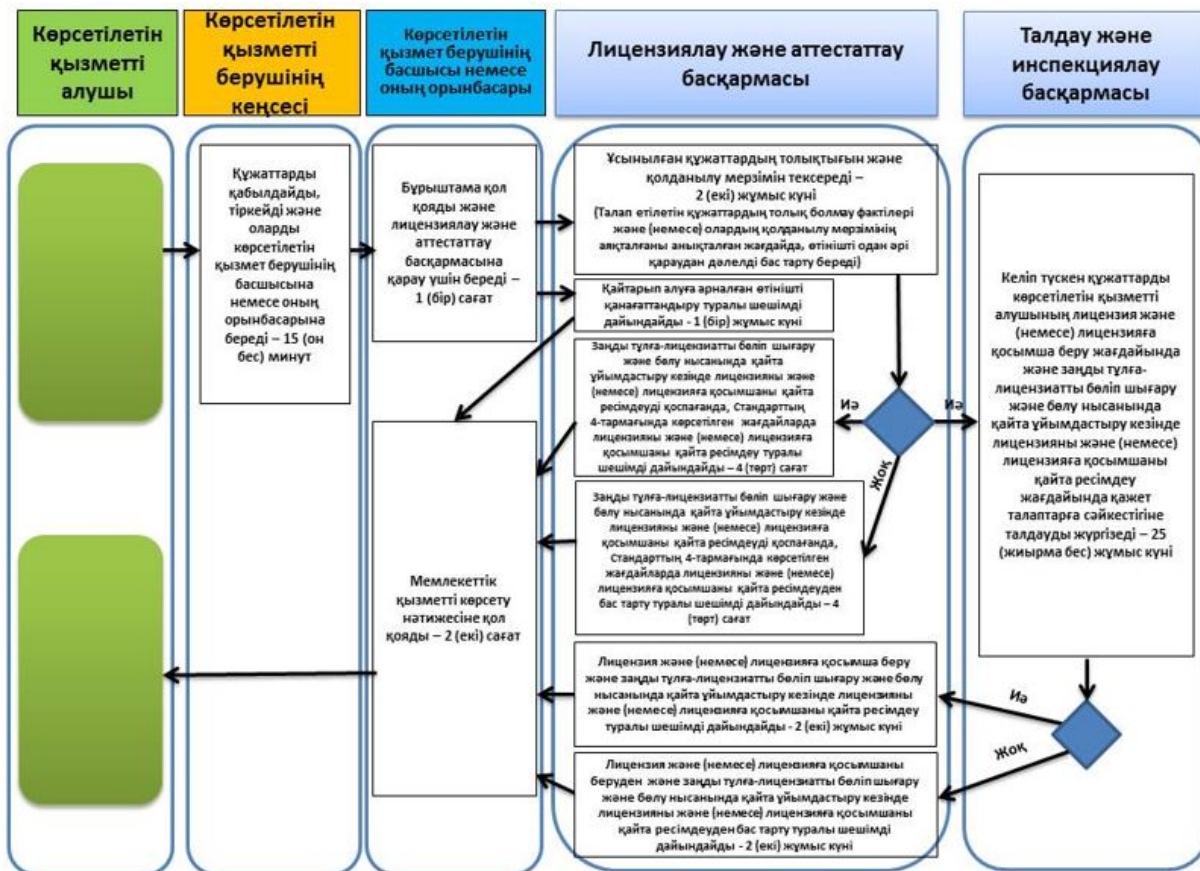 Көрсетілетін
қызметті
алушы
Көрсетілетін
қызметті
берушінің
кеңсесі
Көрсетілетін
қызмет берушінің
басшысы немесе
оның орынбасары
Лицензиялау және аттестаттау
басқармасы
Талдау және
инспекциялау
басқармасы
Құжаттарды
қабылдайды,
тіркейді және
оларды
көрсетілетін
қызмет берушінің
басшысына
немесе оның
орынбасарына
береді – 15 (он
бес) минут
Бұрыштама қол
қояды және
лицензиялау және
аттестаттау
басқармасына
қарау үшін береді –
1 (бір) сағат
Мемлекеттік
қызметті көрсету
нәтижесіне қол
қояды – 2 (екі) сағат
Ұсынылған құжаттардың толықтығын және
қолданылу мерзімін тексереді –
2 (екі) жұмыс күні
(Талап етілетін құжаттардың толық болмау фактілері
және (немесе) олардың қолданылу мерзімінің
аяқталғаны анықталған жағдайда, өтінішті одан әрі
қараудан дәлелді бас тарту береді)
Қайтарып алуға арналған өтінішті
қанағаттандыру туралы шешімді
дайындайды - 1 (бір) жұмыс күні
Заңды тұлға-лицензиатты бөліп шығару
және бөлу нысанында қайта
ұйымдастыру кезінде лицензияны және
(немесе) лицензияға қосымшаны қайта
ресімдеуді қоспағанда, Стандарттың
4-тармағында көрсетілген жағдайларда
лицензияны және (немесе) лицензияға
қосымшаны қайта ресімдеу туралы
шешімді дайындайды – 4 (төрт) сағат
Иә
Иә
Жоқ
Заңды тұлға-лицензиатты бөліп шығару және
бөлу нысанында қайта ұйымдастыру кезінде
лицензияны және (немесе) лицензияға
қосымшаны қайта ресімдеуді қоспағанда,
Стандарттың 4-тармағында көрсетілген
жағдайларда лицензияны және (немесе)
лицензияға қосымшаны қайта ресімдеуден
бас тарту туралы шешімді дайындайды – 4
(төрт) сағат
Лицензия және (немесе) лицензияға қосымша беру
және заңды тұлға-лицензиатты бөліп шығару және бөлу
нысанында қайта ұйымдастыру кезінде лицензияны
және (немесе) лицензияға қосымшаны қайта ресімдеу
туралы шешімді дайындайды - 2 (екі) жұмыс күні
Лицензия және (немесе) лицензияға қосымшаны
беруден және заңды тұлға-лицензиатты бөліп шығару
және бөлу нысанында қайта ұйымдастыру кезінде
лицензияны және (немесе) лицензияға қосымшаны
қайта ресімдеуден бас тарту туралы шешімді
дайындайды - 2 (екі) жұмыс күні
Келіп түскен құжаттарды
көрсетілетін қызметті
алушының лицензия және
(немесе) лицензияға
қосымша беру жағдайында
және заңды тұлға-
лицензиатты бөліп шығару
және бөлу нысанында
қайта ұйымдастыру кезінде
лицензияны және (немесе)
лицензияға қосымшаны
қайта ресімдеу
жағдайында қажет
талаптарға сәйкестігіне
талдауды жүргізеді – 25
(жиырма бес) жұмыс күні
Иә
Жоқ